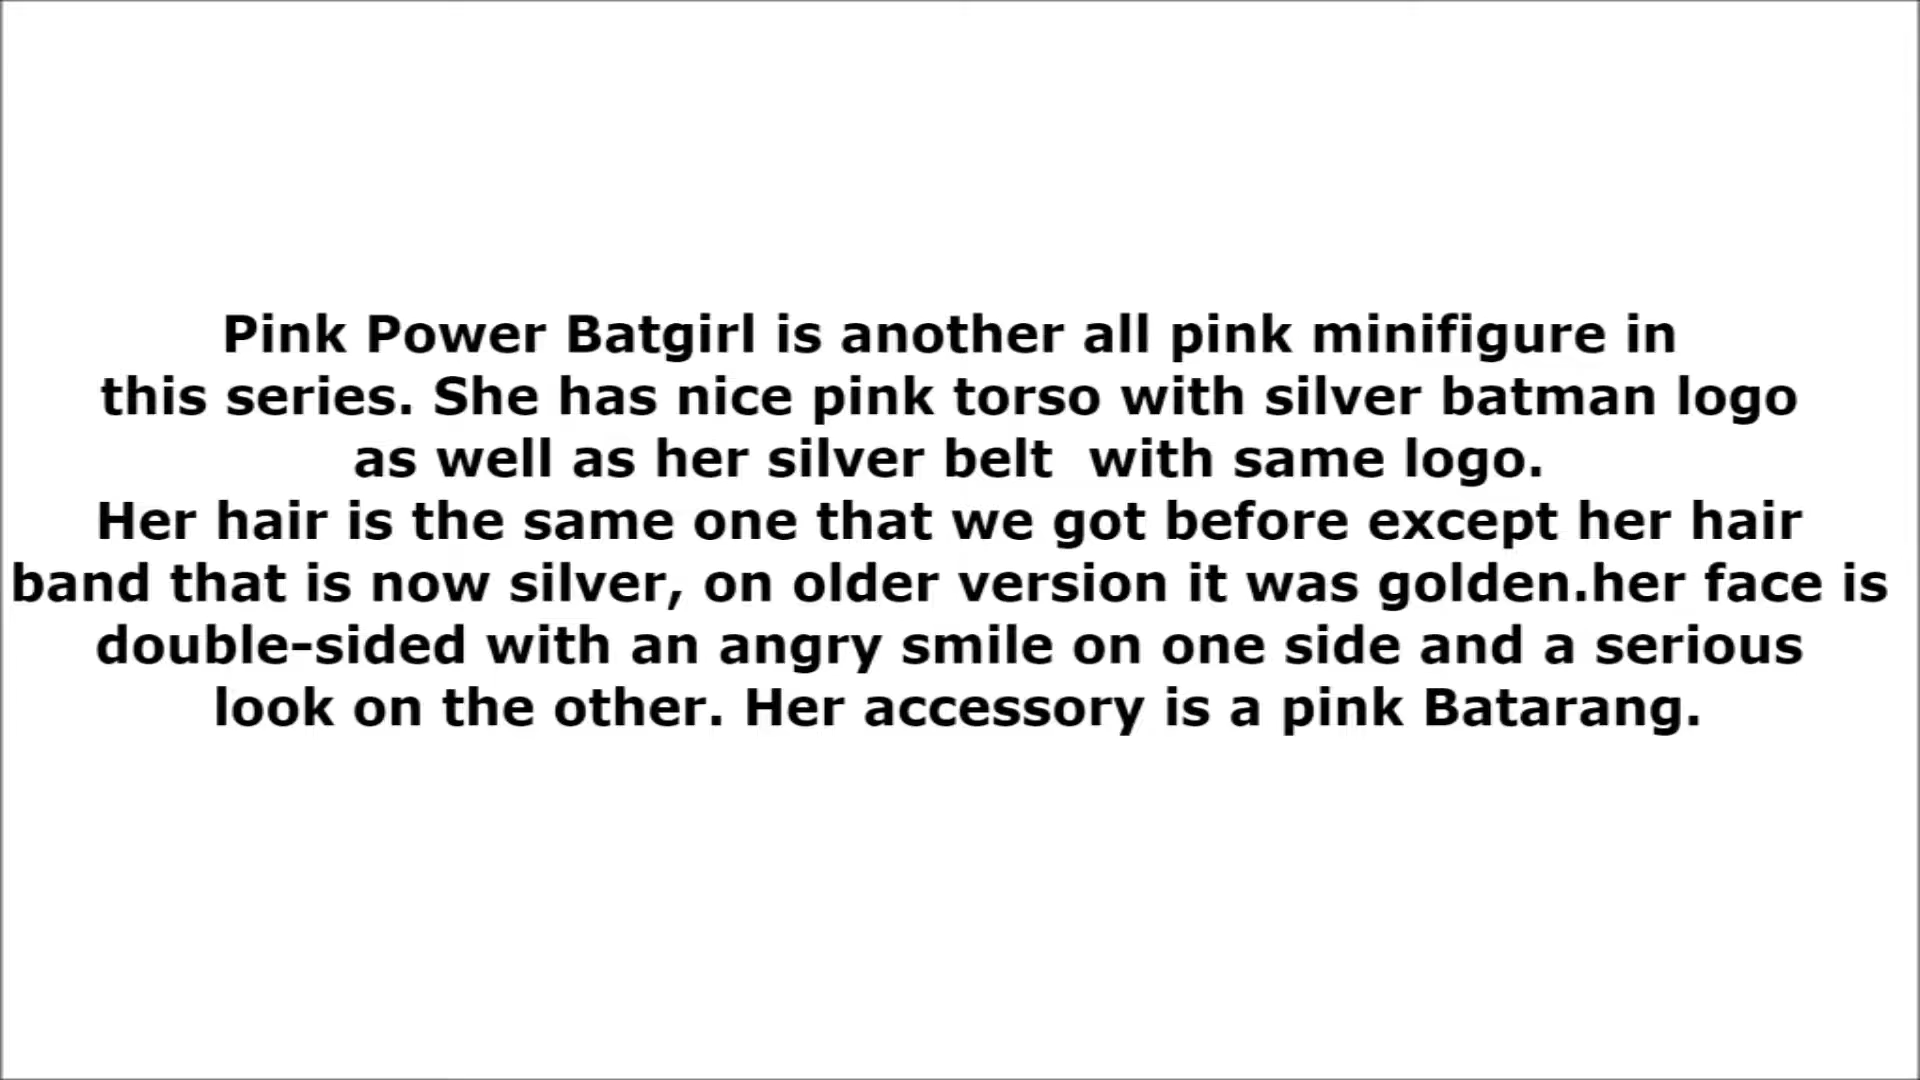 Pink Power Batgirl is another all pink minifigure in
this series. She has nice pink torso with silver batman logo
as well as her silver belt  with same logo.
Her hair is the same one that we got before except her hair
band that is now silver, on older version it was golden.her face is
double-sided with an angry smile on one side and a serious
look on the other. Her accessory is a pink Batarang.